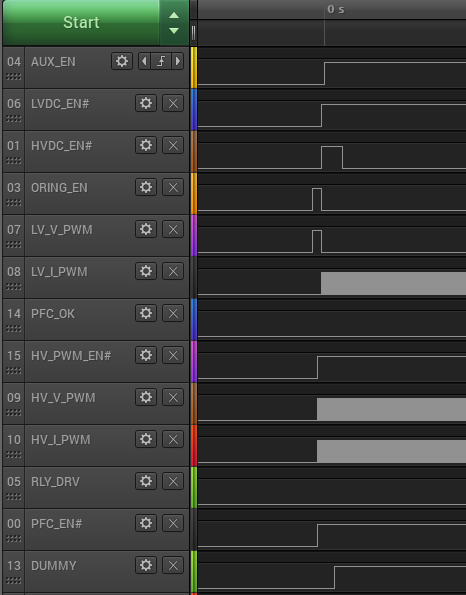 Start
0 s
04 AUX_EN
06 LVDC_EN#
01 HVDC_EN#
03 ORING_EN
07 LV_V_PWM
08 LV_I_PWM
14 PFC_OK
15 HV_PWM_EN#
09 HV_V_PWM
10 HV_I_PWM
05 RLY_DRV
00 PFC_EN#
13 DUMMY